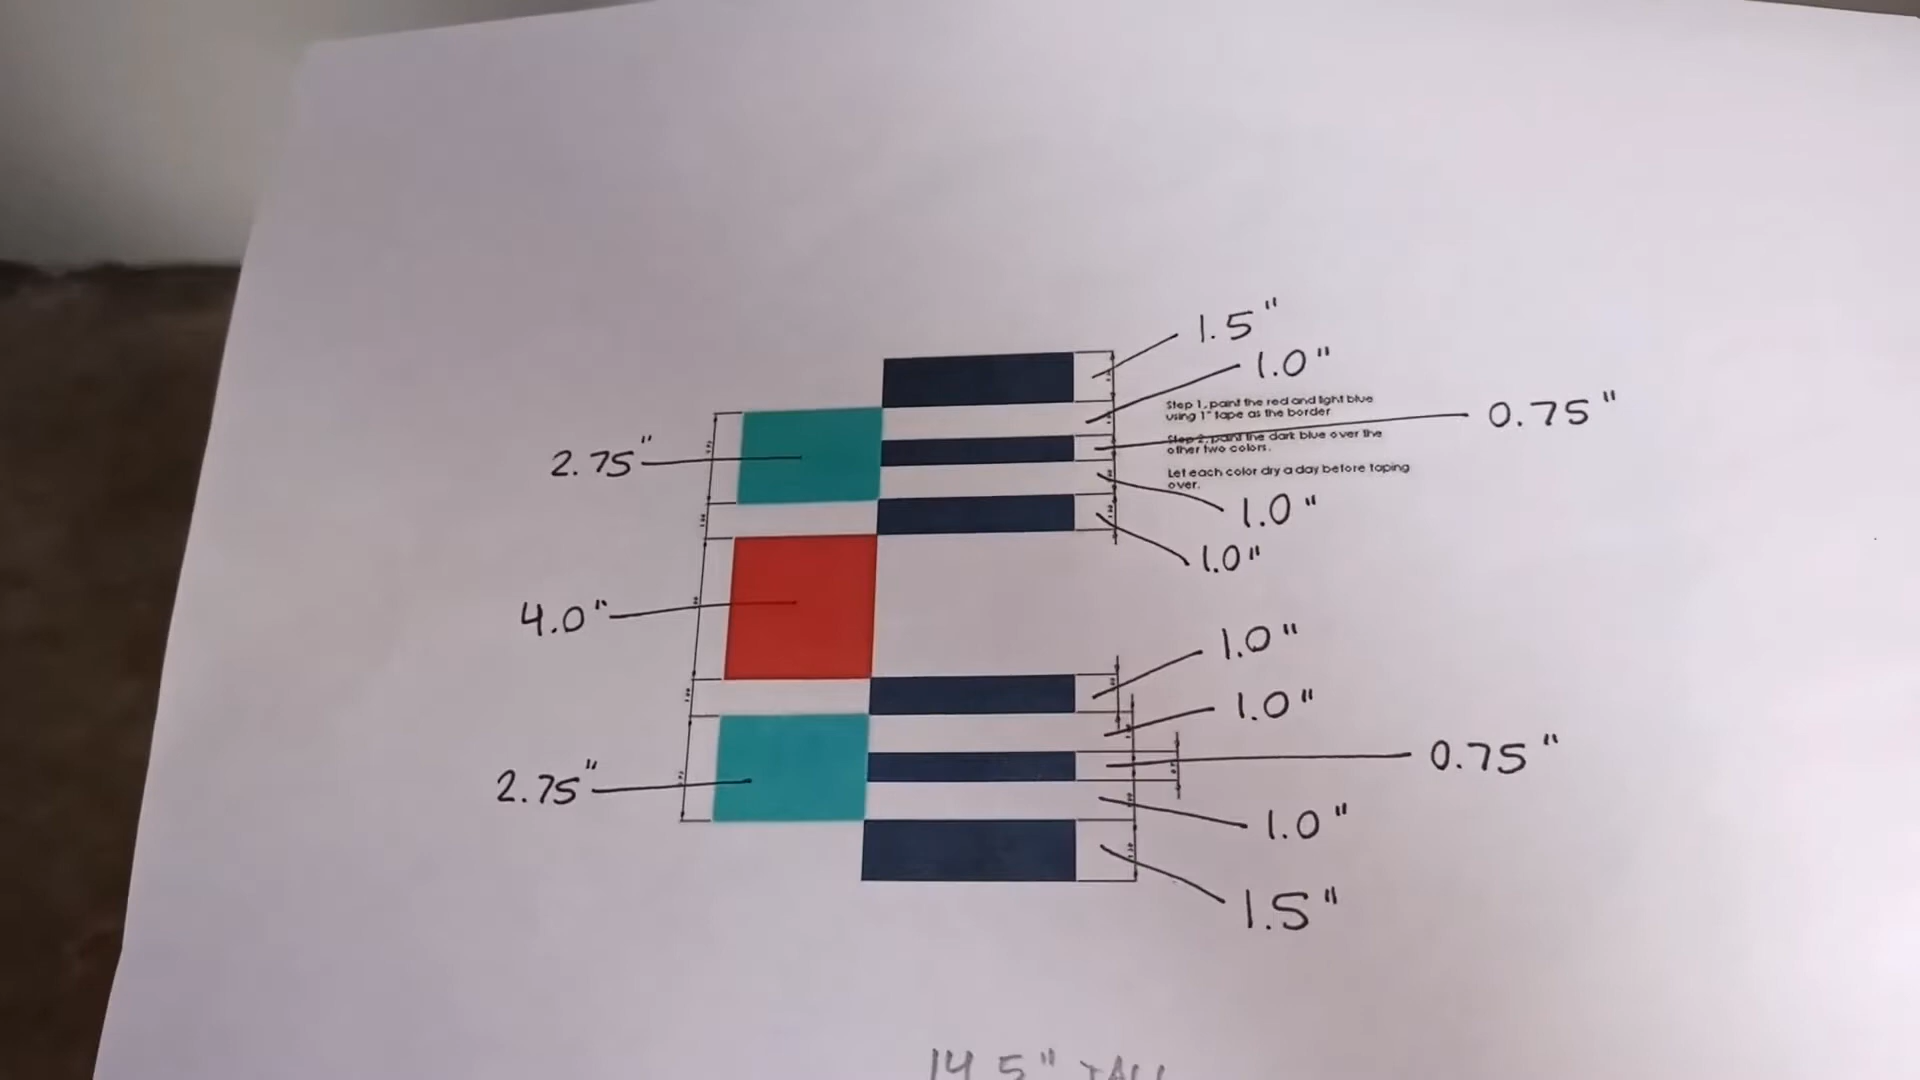 1.5"
1.0"
Step 1, paint the red and light blue
using 1" tape as the border
0.75"
Step 2, paint the dark blue over the
other two colors.
2.75"
Let each color dry a day before taping
over.
1.0"
1.0"
4.0"
1.0"
1.0"
0.75"
2.75"
1.0"
1.5"
14.5" TALL